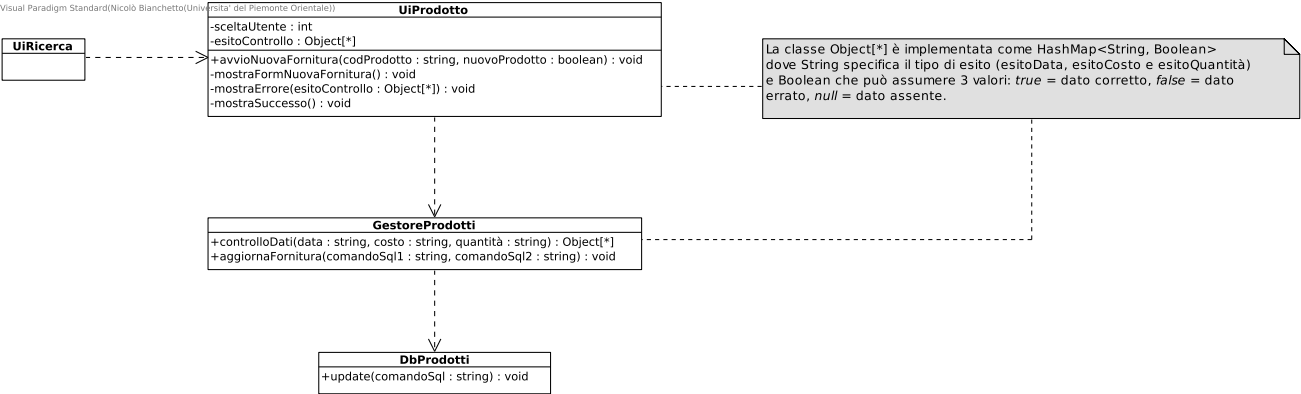 Visual Paradigm Standard(Nicolò Bianchetto(Universita' del Piemonte Orientale))
UiProdotto
-sceltaUtente : int
-esitoControllo : Object[*]
+avvioNuovaFornitura(codProdotto : string, nuovoProdotto : boolean) : void
-mostraFormNuovaFornitura() : void
-mostraErrore(esitoControllo : Object[*]) : void
-mostraSuccesso() : void
UiRicerca
La classe Object[*] è implementata come HashMap<String, Boolean>
dove String specifica il tipo di esito (esitoData, esitoCosto e esitoQuantità)
e Boolean che può assumere 3 valori: true = dato corretto, false = dato
errato, null = dato assente.
GestoreProdotti
+controlloDati(data : string, costo : string, quantità : string) : Object[*]
+aggiornaFornitura(comandoSql1 : string, comandoSql2 : string) : void
DbProdotti
+update(comandoSql : string) : void